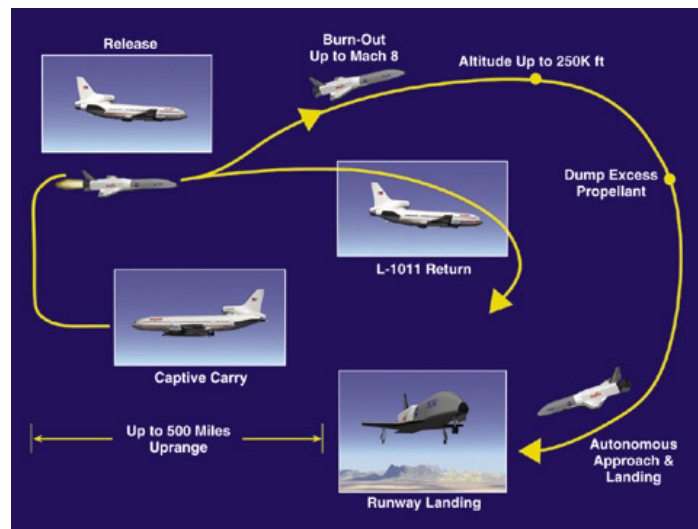 Release
Burn-Out
Up to Mach 8
Altitude Up to 250K ft
Dump Excess
Propellant
L-1011 Return
Captive Carry
Up to 500 Miles
Uprange
Autonomous
Approach &
Landing
Runway Landing